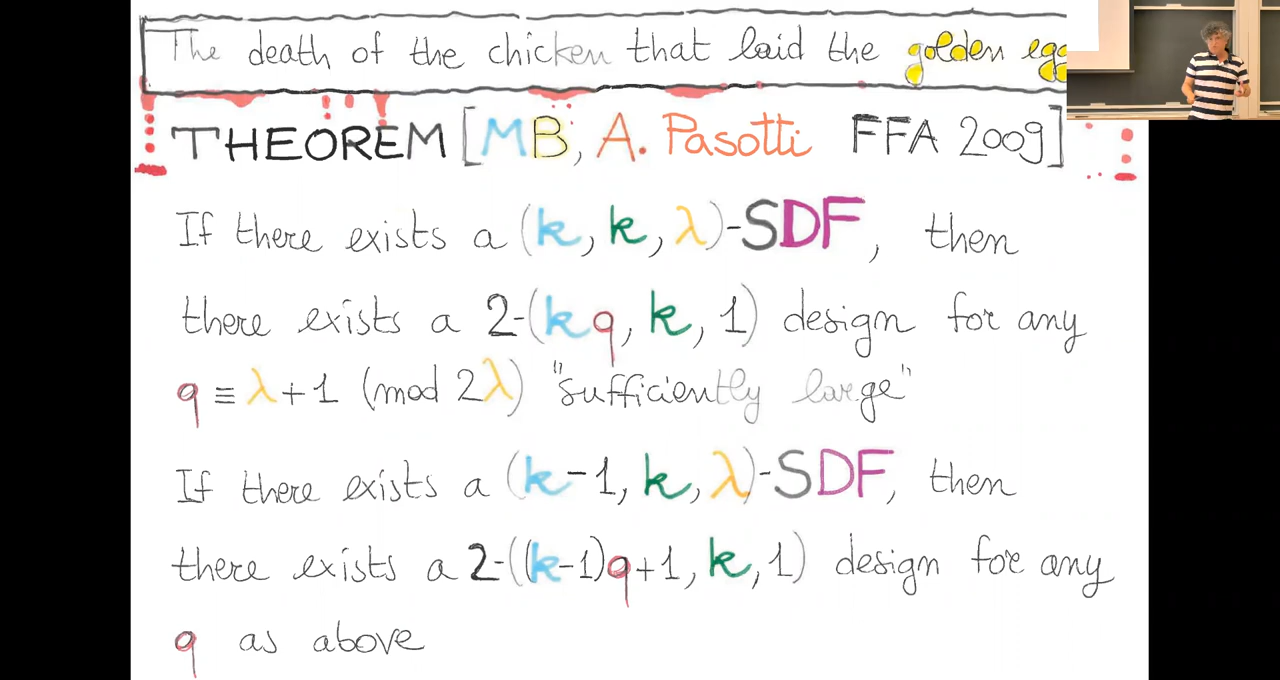 The death of the chicken that laid the golden egg
THEOREM [MB, A. Pasotti FFA 2009]
If there exists a (k, k, λ)-SDF, then
there exists a 2-(kq, k, 1) design for any
q ≡ λ+1 (mod 2λ) "sufficiently large"
If there exists a (k-1, k, λ)-SDF, then
there exists a 2-((k-1)q+1, k, 1) design for any
q as above